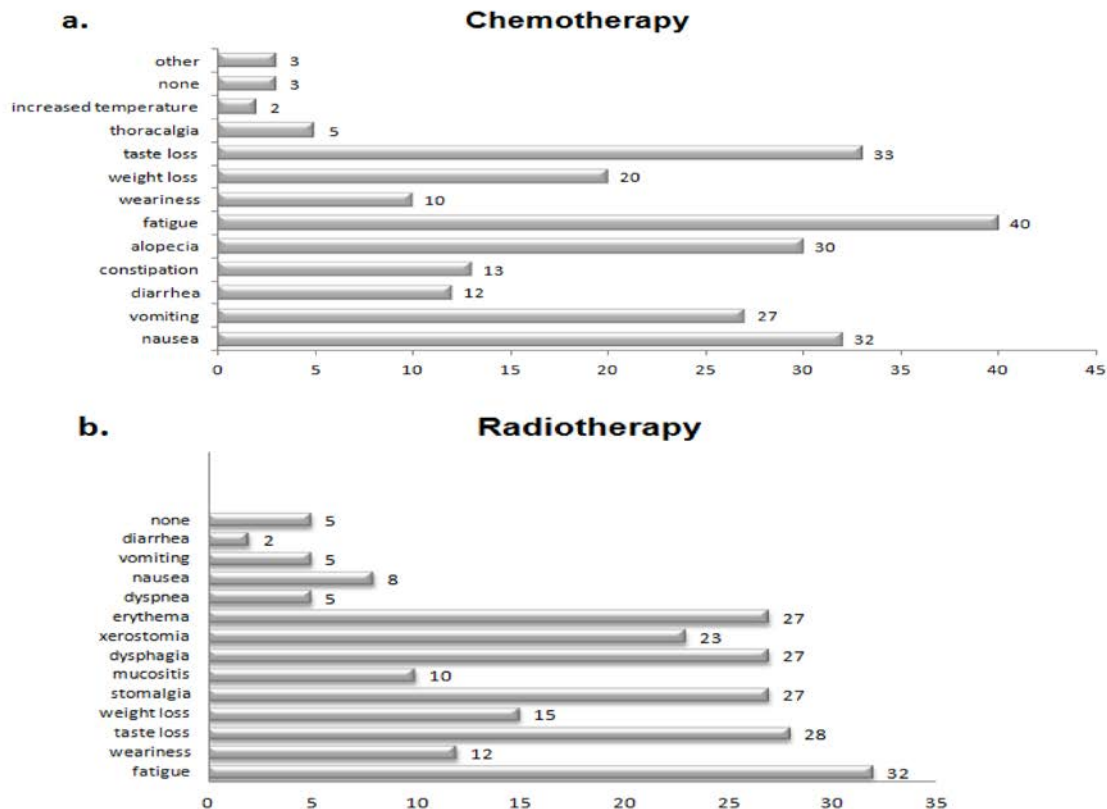 a. Chemotherapy
other 3
none 3
increased temperature 2
thoracalgia 5
taste loss 33
weight loss 20
weariness 10
fatigue 40
alopecia 30
constipation 13
diarrhea 12
vomiting 27
nausea 32
0 5 10 15 20 25 30 35 40 45
b. Radiotherapy
none 5
diarrhea 2
vomiting 5
nausea 8
dyspnea 5
erythema 27
xerostomia 23
dysphagia 27
mucositis 10
stomalgia 27
weight loss 15
taste loss 28
weariness 12
fatigue 32
0 5 10 15 20 25 30 35